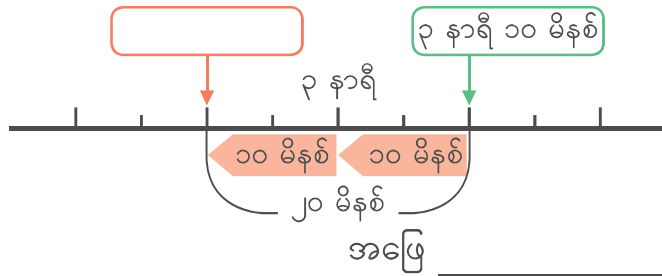 ၃ နာရီ ၁၀ မိနစ်
၃ နာရီ
၁၀ မိနစ် ၁၀ မိနစ်
၂၀ မိနစ်
အဖြေ